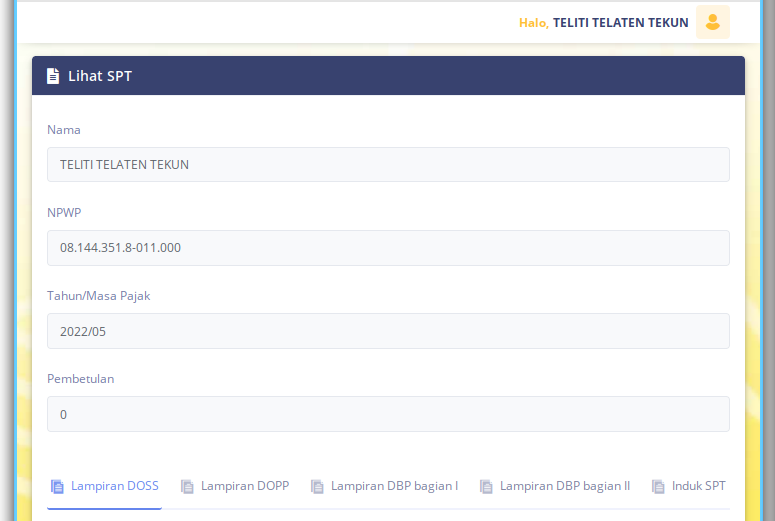 Halo, TELITI TELATEN TEKUN
Lihat SPT
Nama
TELITI TELATEN TEKUN
NPWP
08.144.351.8-011.000
Tahun/Masa Pajak
2022/05
Pembetulan
0
Lampiran DOSS Lampiran DOPP Lampiran DBP bagian I Lampiran DBP bagian II Induk SPT